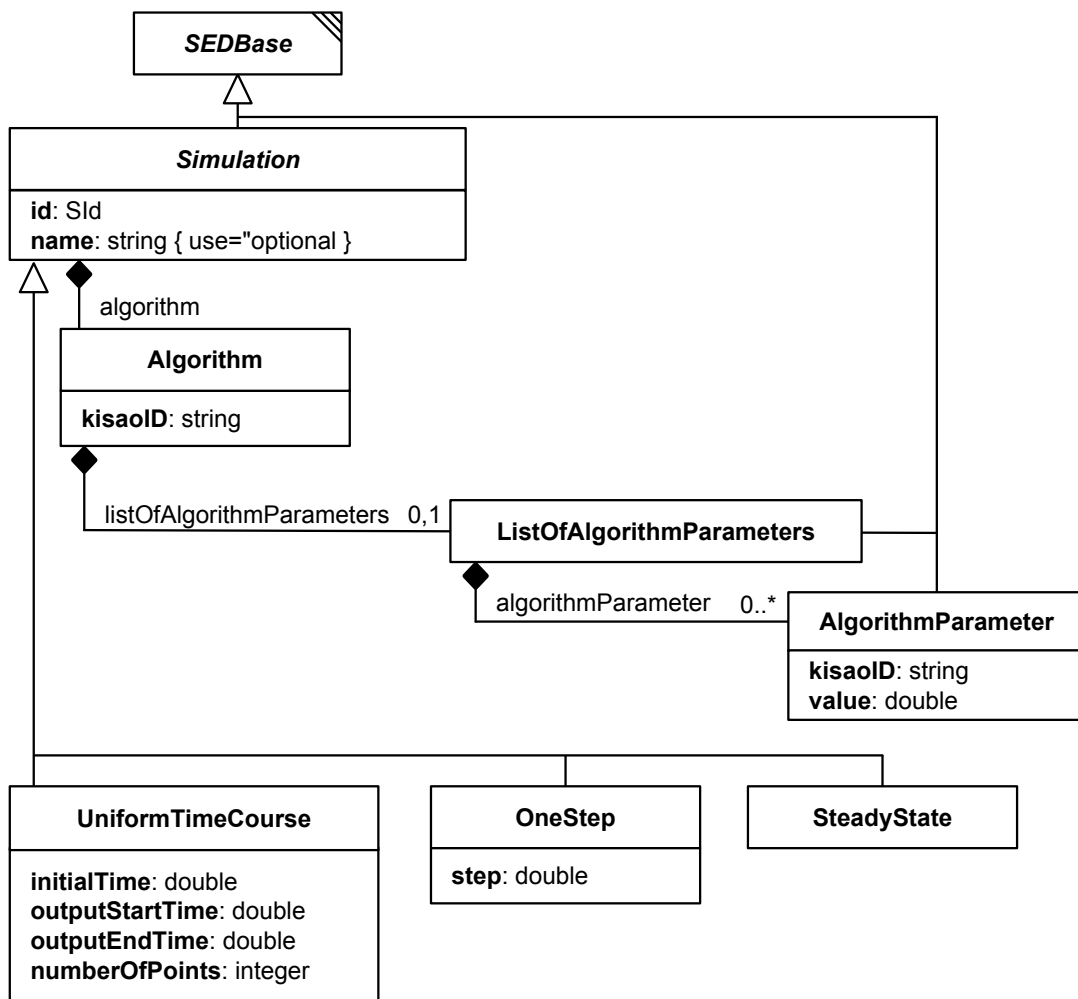 SEDBase
Simulation
id: SId
name: string { use="optional }
algorithm
Algorithm
kisaoID: string
listOfAlgorithmParameters 0,1
ListOfAlgorithmParameters
algorithmParameter 0..*
AlgorithmParameter
kisaoID: string
value: double
UniformTimeCourse
initialTime: double
outputStartTime: double
outputEndTime: double
numberOfPoints: integer
OneStep
step: double
SteadyState